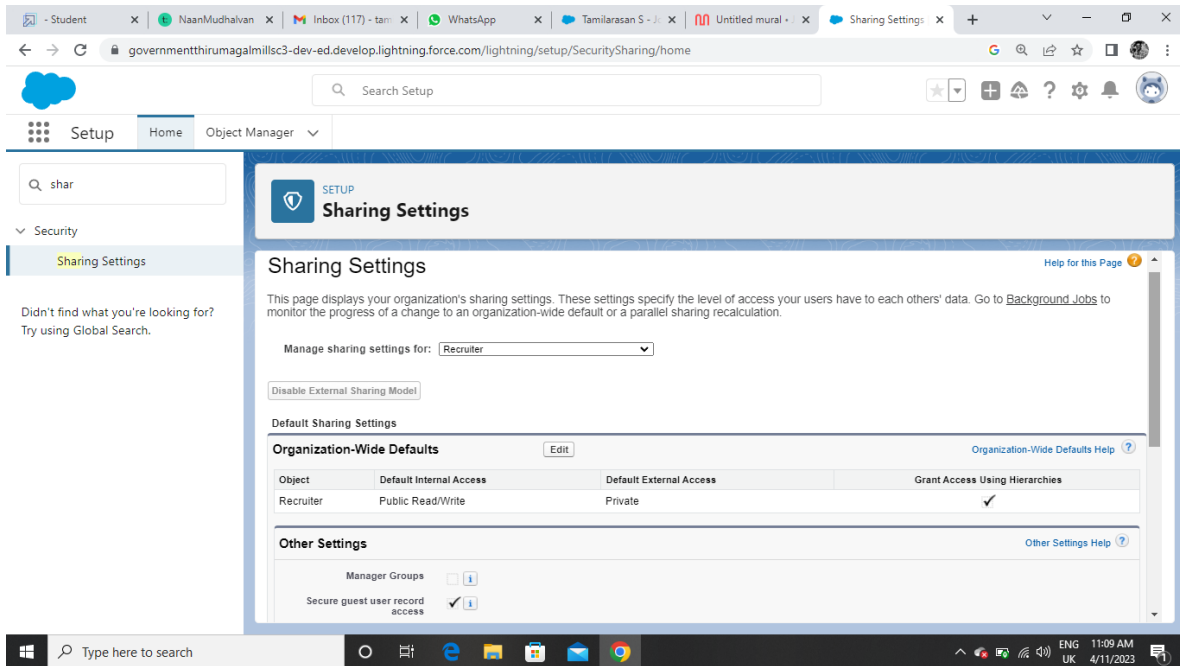 - Student
NaanMudhalvan
Inbox (117) - tam
WhatsApp
Tamilarasan S - Jo
Untitled mural •
Sharing Settings
governmentthirumagalmillsc3-dev-ed.develop.lightning.force.com/lightning/setup/SecuritySharing/home
Search Setup
Setup
Home
Object Manager
shar
Security
Sharing Settings
Didn't find what you're looking for?
Try using Global Search.
SETUP
Sharing Settings
Sharing Settings
Help for this Page
This page displays your organization's sharing settings. These settings specify the level of access your users have to each others' data. Go to Background Jobs to
monitor the progress of a change to an organization-wide default or a parallel sharing recalculation.
Manage sharing settings for: Recruiter
Disable External Sharing Model
Default Sharing Settings
Organization-Wide Defaults Edit Organization-Wide Defaults Help ?
Object Default Internal Access Default External Access Grant Access Using Hierarchies
Recruiter Public Read/Write Private
Other Settings Other Settings Help ?
Manager Groups
Secure guest user record
access
Type here to search
ENG 11:09 AM
UK 4/11/2023